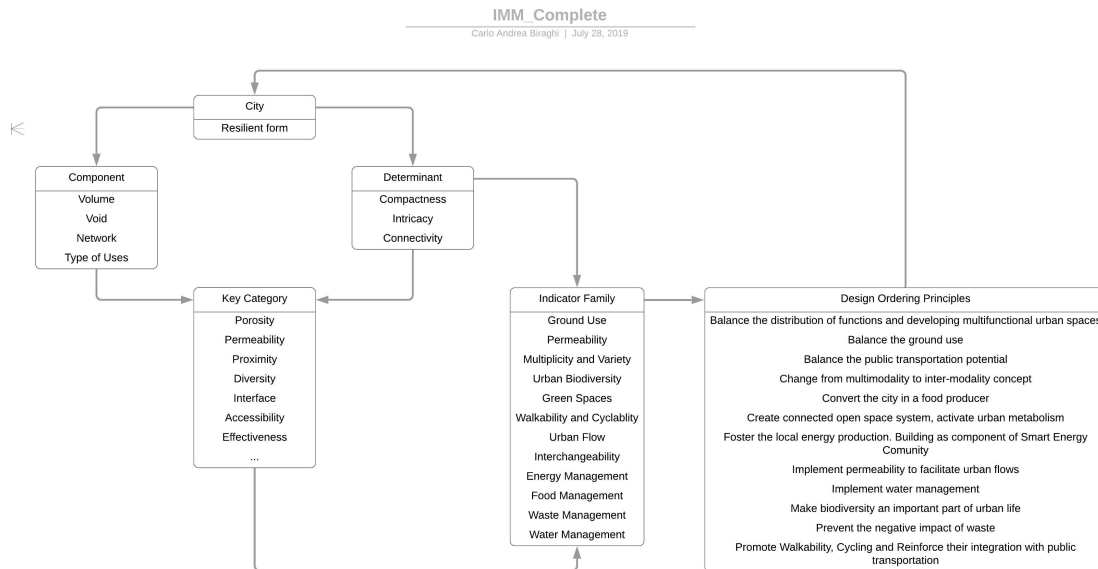 IMM_Complete
Carlo Andrea Biraghi | July 28, 2019
City
Resilient form
Component
Volume
Void
Network
Type of Uses
Determinant
Compactness
Intricacy
Connectivity
Key Category
Porosity
Permeability
Proximity
Diversity
Interface
Accessibility
Effectiveness
...
Indicator Family
Ground Use
Permeability
Multiplicity and Variety
Urban Biodiversity
Green Spaces
Walkability and Cyclablity
Urban Flow
Interchangeability
Energy Management
Food Management
Waste Management
Water Management
Design Ordering Principles
Balance the distribution of functions and developing multifunctional urban spaces
Balance the ground use
Balance the public transportation potential
Change from multimodality to inter-modality concept
Convert the city in a food producer
Create connected open space system, activate urban metabolism
Foster the local energy production. Building as component of Smart Energy
Comunity
Implement permeability to facilitate urban flows
Implement water management
Make biodiversity an important part of urban life
Prevent the negative impact of waste
Promote Walkability, Cycling and Reinforce their integration with public
transportation